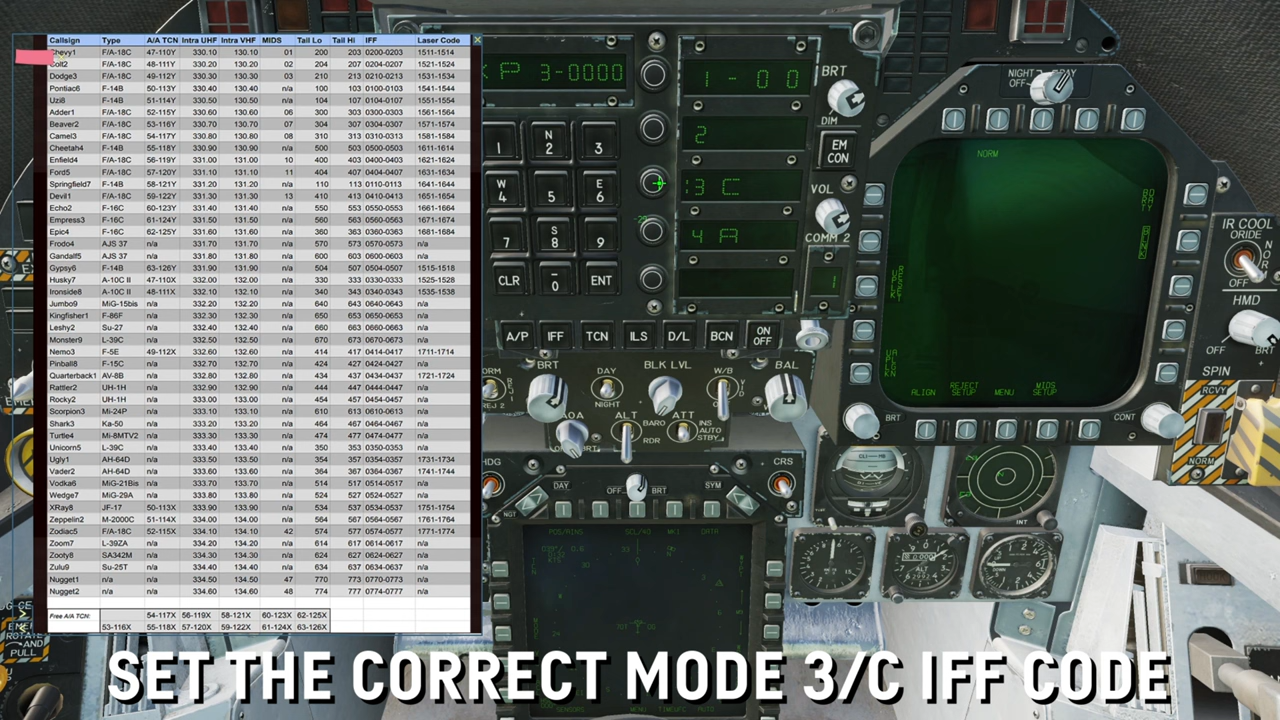 Callsign Type A/A TCN Intra UHF Intra VHF MIDS Tail Lo Tail Hi IFF Laser Code
Chevy1 F/A-18C 47-110Y 330.10 130.10 01 200 203 0200-0203 1511-1514
Colt2 F/A-18C 48-111Y 330.20 130.20 02 204 207 0204-0207 1521-1524
Dodge3 F/A-18C 49-112Y 330.30 130.30 03 210 213 0210-0213 1531-1534
Pontiac6 F-14B 50-113Y 330.40 130.40 n/a 100 103 0100-0103 1541-1544
Uzi8 F-14B 51-114Y 330.50 130.50 n/a 104 107 0104-0107 1551-1554
Adder1 F/A-18C 52-115Y 330.60 130.60 06 300 303 0300-0303 1561-1564
Beaver2 F/A-18C 53-116Y 330.70 130.70 07 304 307 0304-0307 1571-1574
Camel3 F/A-18C 54-117Y 330.80 130.80 08 310 313 0310-0313 1581-1584
Cheetah4 F-14B 55-118Y 330.90 130.90 n/a 500 503 0500-0503 1611-1614
Enfield4 F/A-18C 56-119Y 331.00 131.00 10 400 403 0400-0403 1621-1624
Ford5 F/A-18C 57-120Y 331.10 131.10 11 404 407 0404-0407 1631-1634
Springfield7 F-14B 58-121Y 331.20 131.20 n/a 110 113 0110-0113 1641-1644
Devil1 F/A-18C 59-122Y 331.30 131.30 13 410 413 0410-0413 1651-1654
Echo2 F-16C 60-123Y 331.40 131.40 n/a 550 553 0550-0553 1661-1664
Empress3 F-16C 61-124Y 331.50 131.50 n/a 560 563 0560-0563 1671-1674
Epic4 F-16C 62-125Y 331.60 131.60 n/a 360 363 0360-0363 1681-1684
Frodo4 AJS 37 n/a 331.70 131.70 n/a 570 573 0570-0573 n/a
Gandalf5 AJS 37 n/a 331.80 131.80 n/a 600 603 0600-0603 n/a
Gypsy6 F-14B 63-126Y 331.90 131.90 n/a 504 507 0504-0507 1515-1518
Husky7 A-10C II 47-110X 332.00 132.00 n/a 330 333 0330-0333 1525-1528
Ironside8 A-10C II 48-111X 332.10 132.10 n/a 340 343 0340-0343 1535-1538
Jumbo9 MiG-15bis n/a 332.20 132.20 n/a 640 643 0640-0643 n/a
Kingfisher1 F-86F n/a 332.30 132.30 n/a 650 653 0650-0653 n/a
Leshy2 Su-27 n/a 332.40 132.40 n/a 660 663 0660-0663 n/a
Monster9 L-39C n/a 332.50 132.50 n/a 670 673 0670-0673 n/a
Nemo3 F-5E 49-112X 332.60 132.60 n/a 414 417 0414-0417 1711-1714
Pinball8 F-15C n/a 332.70 132.70 n/a 424 427 0424-0427 n/a
Quarterback1 AV-8B n/a 332.80 132.80 n/a 434 437 0434-0437 1721-1724
Rattler2 UH-1H n/a 332.90 132.90 n/a 444 447 0444-0447 n/a
Rocky2 UH-1H n/a 333.00 133.00 n/a 454 457 0454-0457 n/a
Scorpion3 Mi-24P n/a 333.10 133.10 n/a 610 613 0610-0613 n/a
Shark3 Ka-50 n/a 333.20 133.20 n/a 464 467 0464-0467 n/a
Turtle4 Mi-8MTV2 n/a 333.30 133.30 n/a 474 477 0474-0477 n/a
Unicorn5 L-39C n/a 333.40 133.40 n/a 350 353 0350-0353 n/a
Ugly1 AH-64D n/a 333.50 133.50 n/a 354 357 0354-0357 1731-1734
Vader2 AH-64D n/a 333.60 133.60 n/a 364 367 0364-0367 1741-1744
Vodka6 MiG-21Bis n/a 333.70 133.70 n/a 514 517 0514-0517 n/a
Wedge7 MiG-29A n/a 333.80 133.80 n/a 524 527 0524-0527 n/a
XRay8 JF-17 50-113X 333.90 133.90 n/a 534 537 0534-0537 1751-1754
Zeppelin2 M-2000C 51-114X 334.00 134.00 n/a 564 567 0564-0567 1761-1764
Zodiac5 F/A-18C 52-115X 334.10 134.10 42 574 577 0574-0577 1771-1774
Zoom7 L-39ZA n/a 334.20 134.20 n/a 614 617 0614-0617 n/a
Zooty8 SA342M n/a 334.30 134.30 n/a 624 627 0624-0627 n/a
Zulu9 Su-25T n/a 334.40 134.40 n/a 634 637 0634-0637 n/a
Nugget1 n/a n/a 334.50 134.50 47 770 773 0770-0773 n/a
Nugget2 n/a n/a 334.60 134.60 48 774 777 0774-0777 n/a
Free A/A TCN: 54-117X 56-119X 58-121X 60-123X 62-125X
53-116X 55-118X 57-120X 59-122X 61-124X 63-126X
XP 3-0000
1-00
2
:3 C
4 A
1
1 N 2 3
W 4 5 E 6
7 S 8 9
CLR - 0 ENT
A/P IFF TCN ILS D/L BCN ON OFF
BRT
DIM
EM CON
VOL
COMM 2
BRT DAY NIGHT BLK LVL W/B BAL
AOA ALT BARO RDR ATT INS AUTO STBY
HDG DAY OFF BRT SYM CRS
NGT
NIGHT DAY
OFF
NORM
ALIGN REJECT SETUP MENU MIDS SETUP
BRT
CONT
IR COOL
ORIDE
NORM
OFF
HMD
OFF BRT
SPIN
RCVY
NORM
INT
ALT
ROTATE AND PULL
SET THE CORRECT MODE 3/C IFF CODE